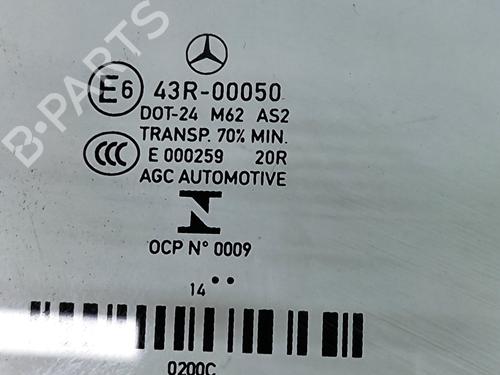 E6 43R-00050
DOT-24 M62 AS2
TRANSP. 70% MIN.
CCC E 000259 20R
AGC AUTOMOTIVE
N
OCP N° 0009
14 ••
0200C
B-PARTS